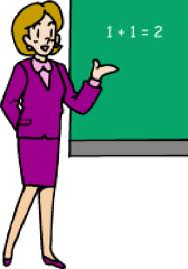 1 + 1 = 2